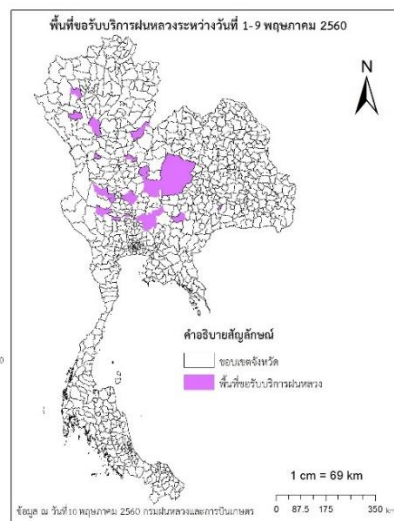 พื้นที่ขอรับบริการฝนหลวงระหว่างวันที่ 1-9 พฤษภาคม 2560
N
คำอธิบายสัญลักษณ์
ขอบเขตจังหวัด
พื้นที่ขอรับบริการฝนหลวง
1 cm = 69 km
0 87.5 175 350
ข้อมูล ณ วันที่10 พฤษภาคม 2560 กรมฝนหลวงและการบินเกษตร